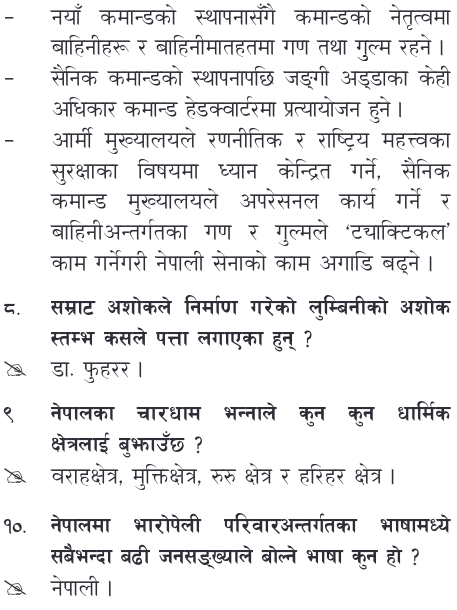 –	नयाँ कमान्डको स्थापनासँगै कमान्डको नेतृत्वमा
बाहिनीहरू र बाहिनीमातहतमा गण तथा गुल्म रहने ।
–	सैनिक कमान्डको स्थापनापछि जङ्गी अड्डाका केही
अधिकार कमान्ड हेडक्वार्टरमा प्रत्यायोजन हुने ।
–	आर्मी मुख्यालयले रणनीतिक र राष्ट्रिय महत्त्वका
सुरक्षाका विषयमा ध्यान केन्द्रित गर्ने, सैनिक
कमान्ड मुख्यालयले अपरेसनल कार्य गर्ने र
बाहिनीअन्तर्गतका गण र गुल्मले ‘ट्याक्टिकल’
काम गर्नेगरी नेपाली सेनाको काम अगाडि बढ्ने ।
८.	सम्राट अशोकले निर्माण गरेको लुम्बिनीको अशोक
स्तम्भ कसले पत्ता लगाएका हुन् ?
डा. फुहरर ।
९	नेपालका चारधाम भन्नाले कुन कुन धार्मिक
क्षेत्रलाई बुझाउँछ ?
वराहक्षेत्र, मुक्तिक्षेत्र, रुरु क्षेत्र र हरिहर क्षेत्र ।
१०.	नेपालमा भारोपेली परिवारअन्तर्गतका भाषामध्ये
सबैभन्दा बढी जनसङ्ख्याले बोल्ने भाषा कुन हो ?
नेपाली ।